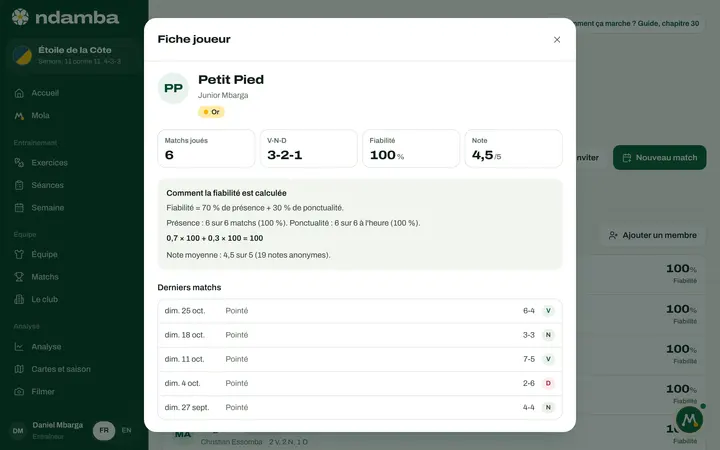 ndamba
Étoile de la Côte
Accueil
Mola
Entraînement
Exercices
Séances
Semaine
Équipe
Équipe
Matchs
Le club
Analyse
Analyse
Cartes et saison
Filmer
DM
Daniel Mbarga
Entraîneur
FR
EN
Fiche joueur
PP
Petit Pied
Junior Mbarga
Or
Matchs joués
6
V-N-D
3-2-1
Fiabilité
100 %
Note
4,5 /5
Comment la fiabilité est calculée
Fiabilité = 70 % de présence + 30 % de ponctualité.
Présence : 6 sur 6 matchs (100 %). Ponctualité : 6 sur 6 à l'heure (100 %).
0,7 × 100 + 0,3 × 100 = 100
Note moyenne : 4,5 sur 5 (19 notes anonymes).
Derniers matchs
dim. 25 oct. Pointé 6-4 V
dim. 18 oct. Pointé 3-3 N
dim. 11 oct. Pointé 7-5 V
dim. 4 oct. Pointé 2-6 D
dim. 27 sept. Pointé 4-4 N
ment ça marche ? Guide, chapitre 30
nviter
Nouveau match
Ajouter un membre
100%
Fiabilité
100%
Fiabilité
100%
Fiabilité
100%
Fiabilité
MA
Christian Essomba 2 V, 2 N, 1 D